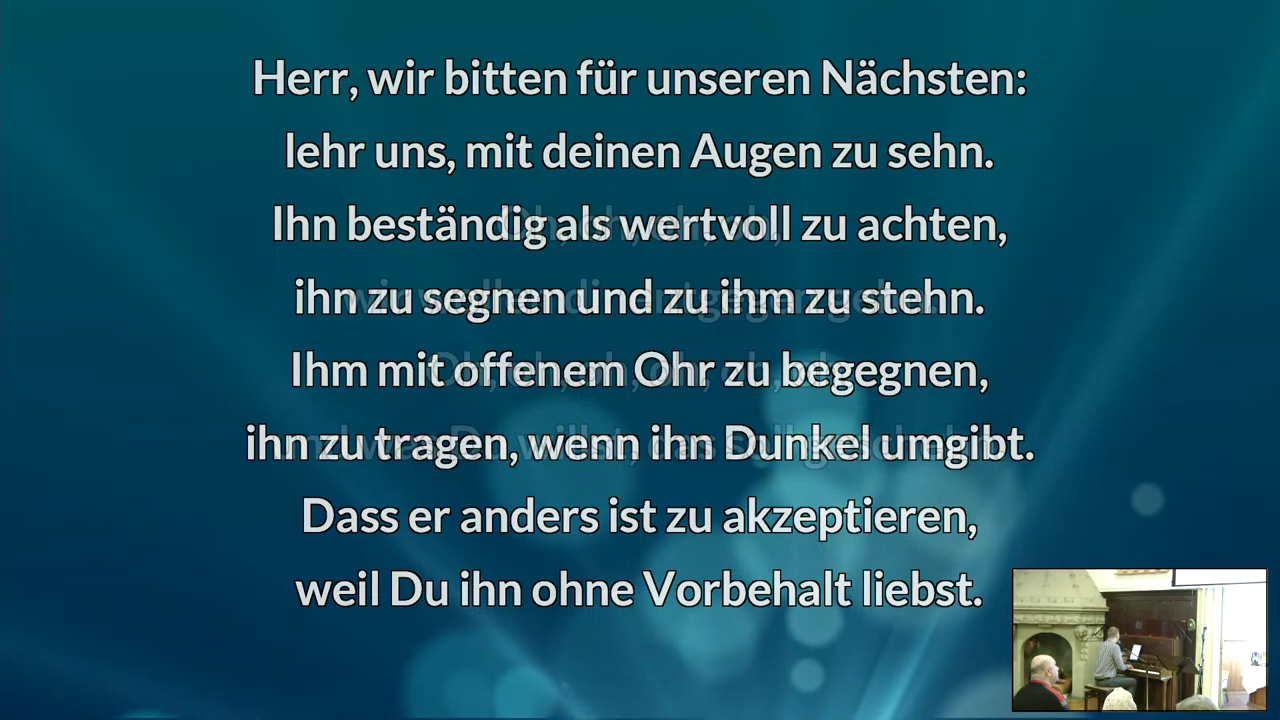 Herr, wir bitten für unseren Nächsten:
lehr uns, mit deinen Augen zu sehn.
Ihn beständig als wertvoll zu achten,
ihn zu segnen und zu ihm zu stehn.
Ihm mit offenem Ohr zu begegnen,
ihn zu tragen, wenn ihn Dunkel umgibt.
Dass er anders ist zu akzeptieren,
weil Du ihn ohne Vorbehalt liebst.